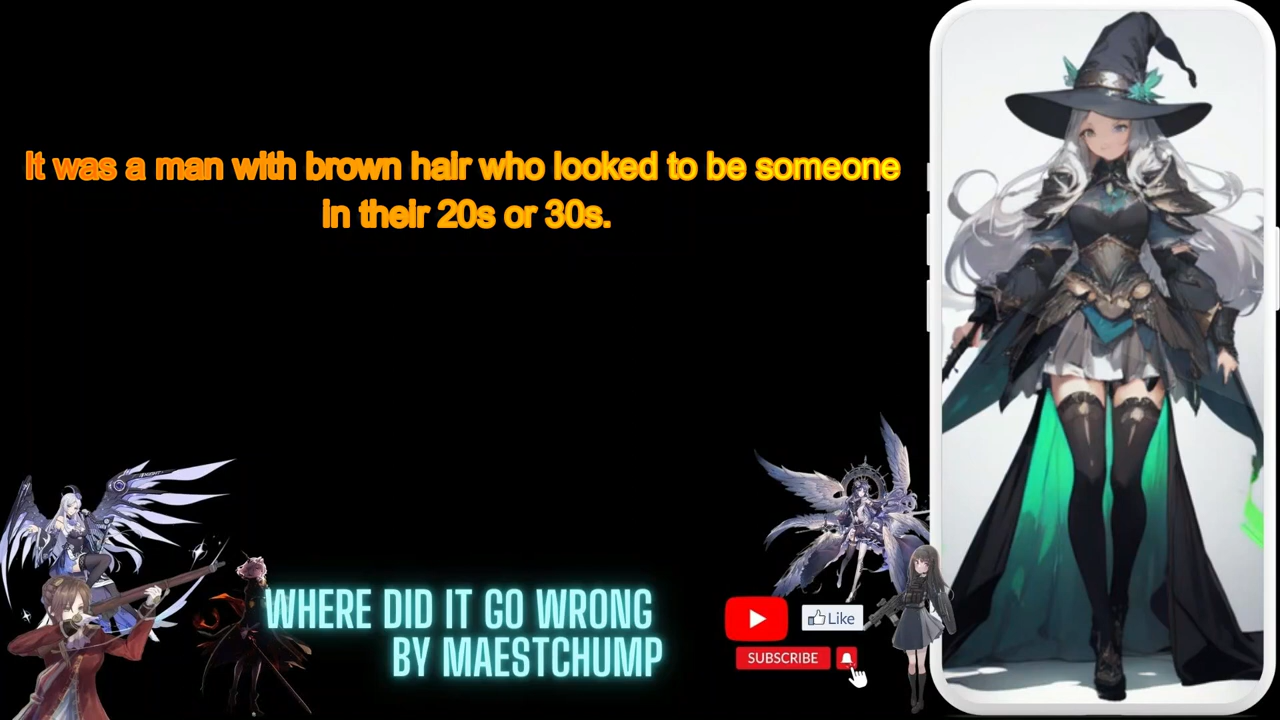 It was a man with brown hair who looked to be someone
in their 20s or 30s.
WHERE DID IT GO WRONG
BY MAESTCHUMP
Like
SUBSCRIBE